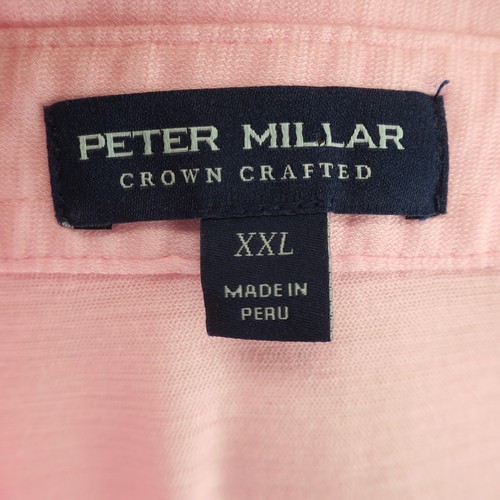 PETER MILLAR
CROWN CRAFTED
XXL
MADE IN
PERU